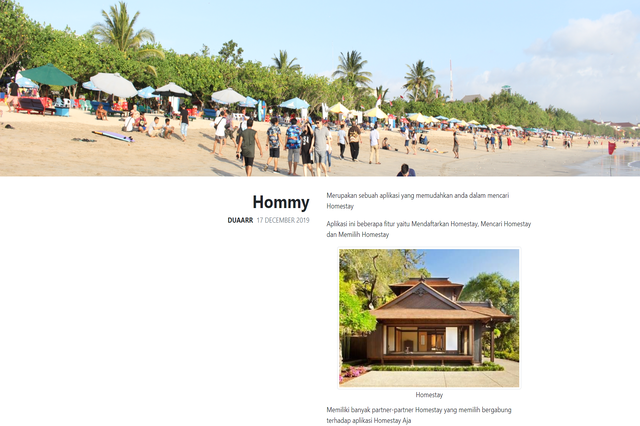 Hommy
DUAARR 17 DECEMBER 2019
Merupakan sebuah aplikasi yang memudahkan anda dalam mencari
Homestay
Aplikasi ini beberapa fitur yaitu Mendaftarkan Homestay, Mencari Homestay
dan Memilih Homestay
Homestay
Memiliki banyak partner-partner Homestay yang memilih bergabung
terhadap aplikasi Homestay Aja